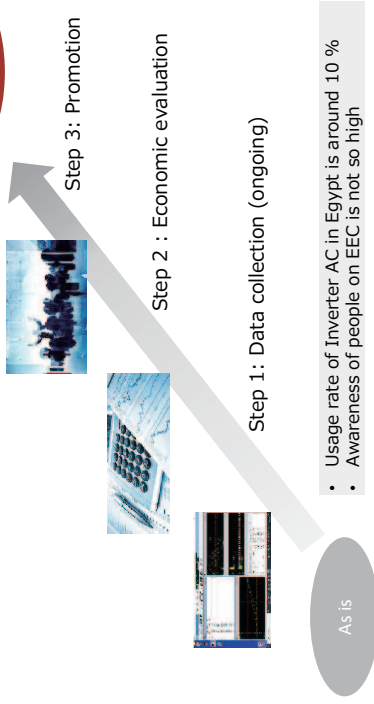 Step 3: Promotion
Step 2 : Economic evaluation
Step 1: Data collection (ongoing)
As is
• Usage rate of Inverter AC in Egypt is around 10 %
• Awareness of people on EEC is not so high